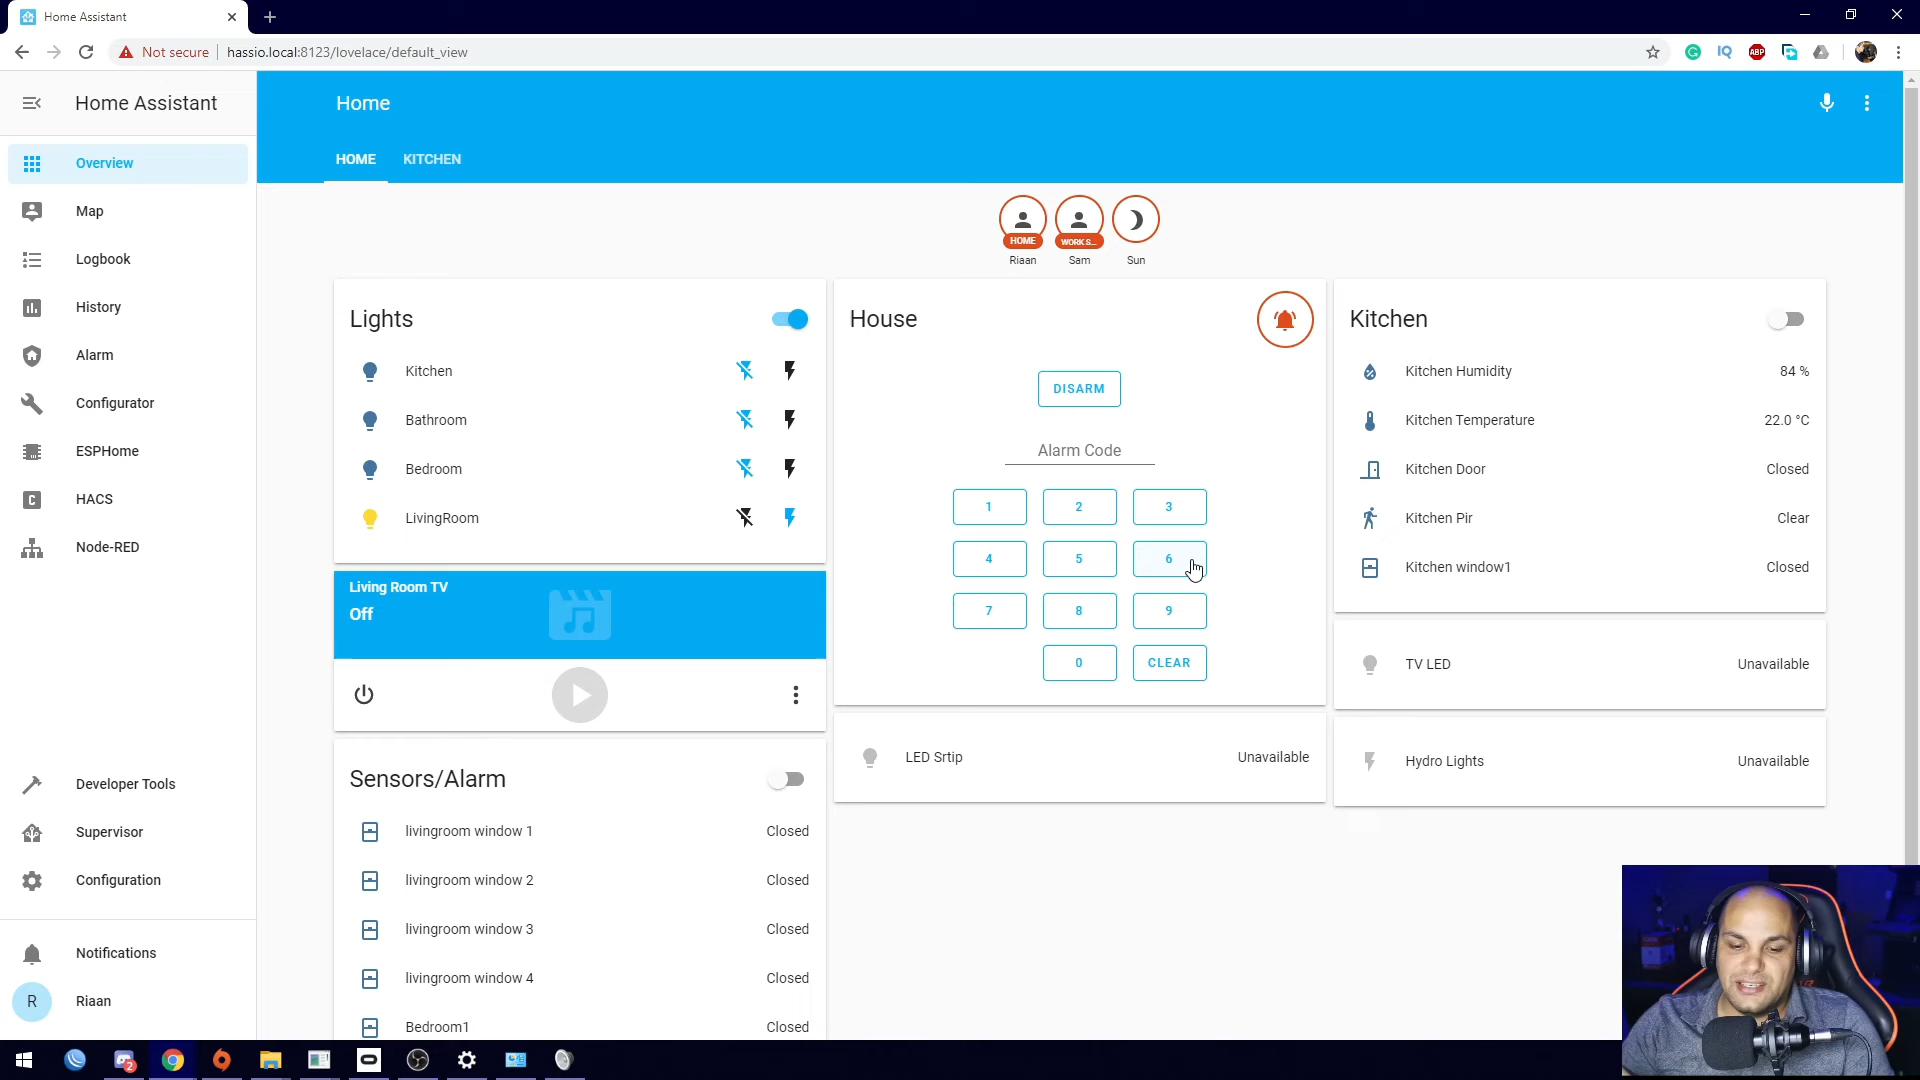 Home Assistant
Not secure
hassio.local:8123/lovelace/default_view
ABP
Home Assistant
Home
HOME
KITCHEN
Overview
Map
Logbook
History
Alarm
Configurator
ESPHome
HACS
Node-RED
Developer Tools
Supervisor
Configuration
Notifications
R
Riaan
HOME
Riaan
WORK S...
Sam
Sun
Lights
Kitchen
Bathroom
Bedroom
LivingRoom
Living Room TV
Off
Sensors/Alarm
livingroom window 1 Closed
livingroom window 2 Closed
livingroom window 3 Closed
livingroom window 4 Closed
Bedroom1 Closed
House
DISARM
Alarm Code
1 2 3
4 5 6
7 8 9
0 CLEAR
LED Srtip Unavailable
Kitchen
Kitchen Humidity 84 %
Kitchen Temperature 22.0 °C
Kitchen Door Closed
Kitchen Pir Clear
Kitchen window1 Closed
TV LED Unavailable
Hydro Lights Unavailable
2